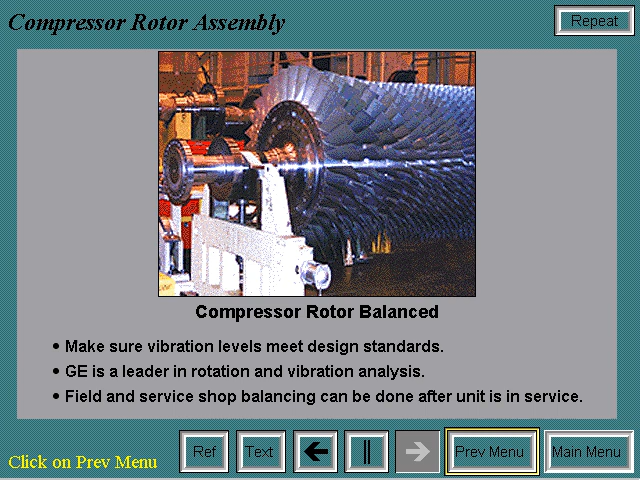 Compressor Rotor Assembly
Repeat
Compressor Rotor Balanced
• Make sure vibration levels meet design standards.
• GE is a leader in rotation and vibration analysis.
• Field and service shop balancing can be done after unit is in service.
Click on Prev Menu
Ref
Text
Prev Menu
Main Menu